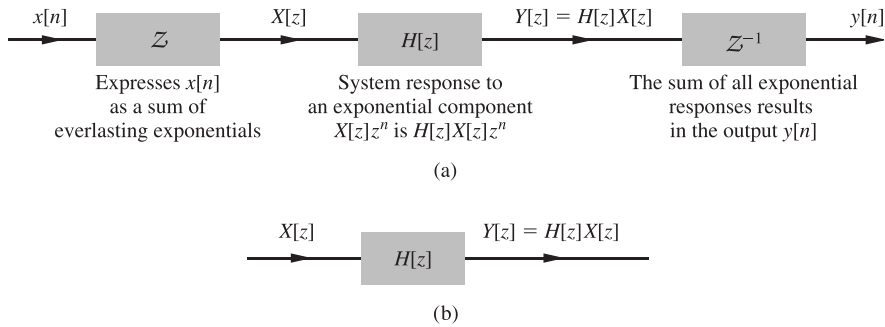 x[n]
X[z]
Y[z] = H[z]X[z]
y[n]
Z
H[z]
Z⁻¹
Expresses x[n]
as a sum of
everlasting exponentials
System response to
an exponential component
X[z]zⁿ is H[z]X[z]zⁿ
The sum of all exponential
responses results
in the output y[n]
(a)
X[z]
Y[z] = H[z]X[z]
H[z]
(b)